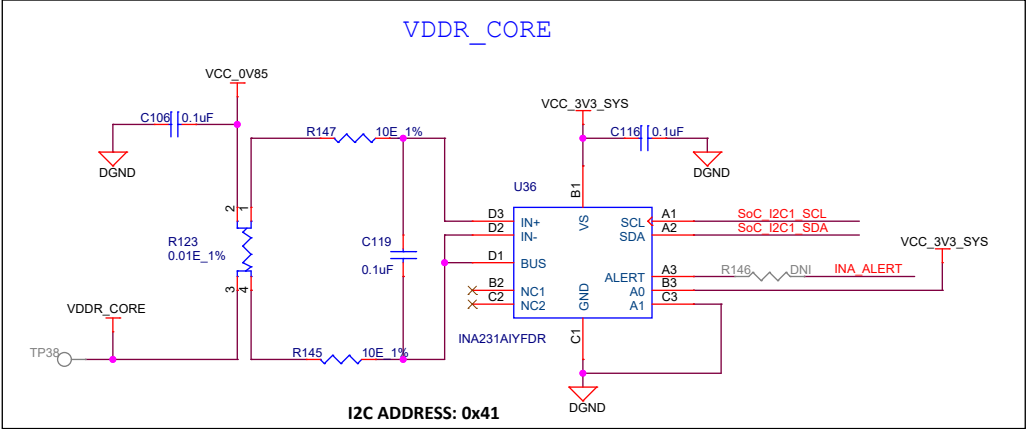 VDDR_CORE
VCC_0V85
C106 0.1uF
DGND
R147 10E_1%
VCC_3V3_SYS
C116 0.1uF
DGND
U36
B1
VS
D3 IN+
D2 IN-
D1 BUS
B2 NC1
C2 NC2
GND
C1
SCL A1 SoC_I2C1_SCL
SDA A2 SoC_I2C1_SDA
ALERT A3 R146 DNI INA_ALERT
A0 B3
A1 C3
VCC_3V3_SYS
2 1
R123
0.01E_1%
3 4
C119
0.1uF
VDDR_CORE
TP38
R145 10E_1%
INA231AIYFDR
DGND
I2C ADDRESS: 0x41